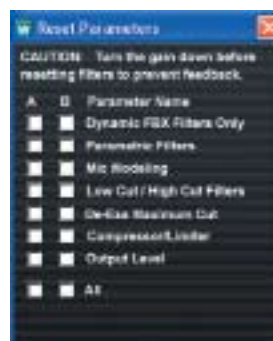 Reset Parameters
CAUTION: Turn the gain down before
resetting filters to prevent feedback.
A B Parameter Name
Dynamic FBX Filters Only
Parametric Filters
Mic Modeling
Low Cut / High Cut Filters
De-Ess Maximum Cut
Compressor/Limiter
Output Level
All